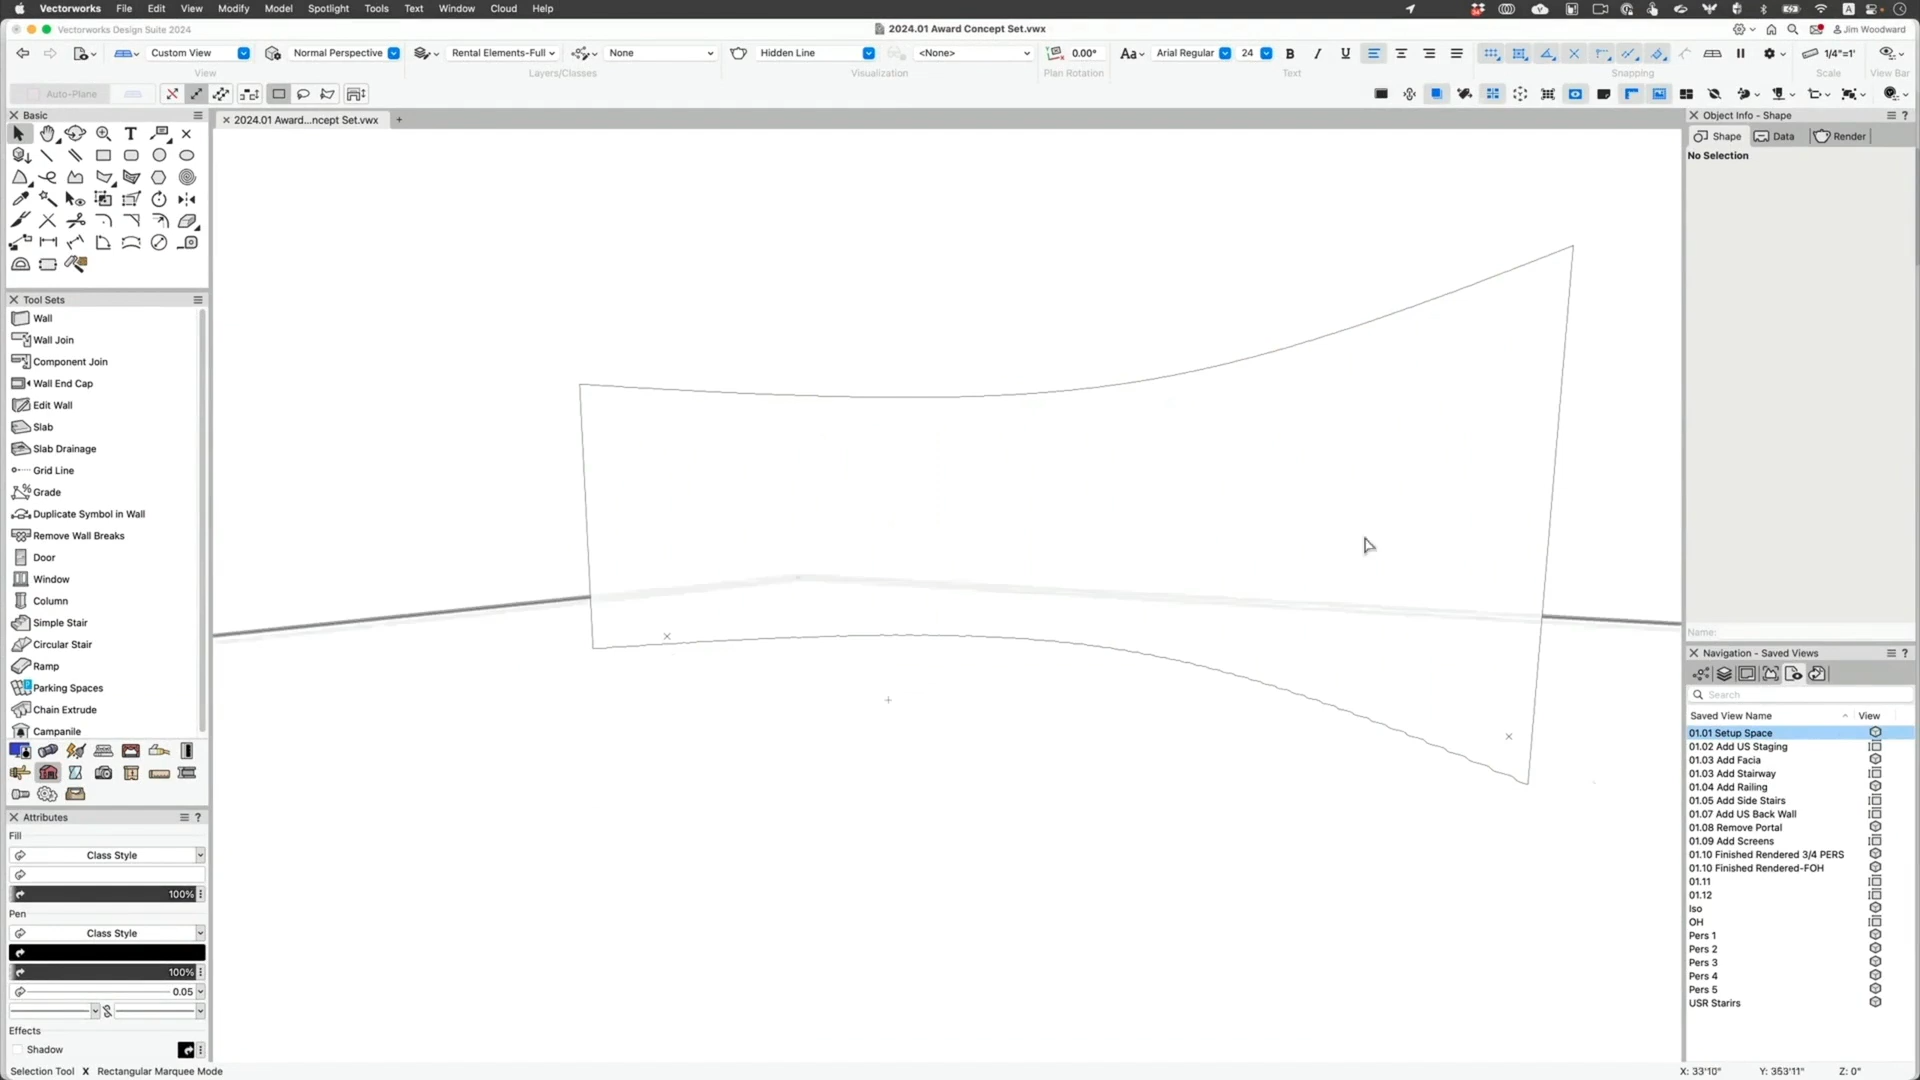 Vectorworks File Edit View Modify Model Spotlight Tools Text Window Cloud Help
Vectorworks Design Suite 2024
2024.01 Award Concept Set.vwx
Jim Woodward
Custom View
Normal Perspective
Rental Elements-Full
None
Hidden Line
<None>
0.00°
Arial Regular
24
1/4"=1'
View
Layers/Classes
Visualization
Plan Rotation
Text
Snapping
Scale
View Bar
Auto-Plane
Basic
2024.01 Award...ncept Set.vwx
Object Info - Shape
Shape
Data
Render
No Selection
Name:
Tool Sets
Wall
Wall Join
Component Join
Wall End Cap
Edit Wall
Slab
Slab Drainage
Grid Line
Grade
Duplicate Symbol in Wall
Remove Wall Breaks
Door
Window
Column
Simple Stair
Circular Stair
Ramp
Parking Spaces
Chain Extrude
Campanile
Attributes
Fill
Class Style
100%
Pen
Class Style
100%
0.05
Effects
Shadow
Navigation - Saved Views
Search
Saved View Name
View
01.01 Setup Space
01.02 Add US Staging
01.03 Add Facia
01.03 Add Stairway
01.04 Add Railing
01.05 Add Side Stairs
01.07 Add US Back Wall
01.08 Remove Portal
01.09 Add Screens
01.10 Finished Rendered 3/4 PERS
01.10 Finished Rendered-FOH
01.11
01.12
Iso
OH
Pers 1
Pers 2
Pers 3
Pers 4
Pers 5
USR Starirs
Selection Tool X Rectangular Marquee Mode
X: 33'10" Y: 353'11" Z: 0"